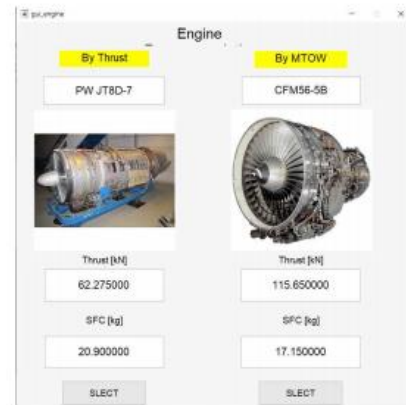 gui_engine
Engine
By Thrust
By MTOW
PW JT8D-7
CFM56-5B
Thrust [kN]
Thrust [kN]
62.275000
115.650000
SFC [kg]
SFC [kg]
20.900000
17.150000
SLECT
SLECT